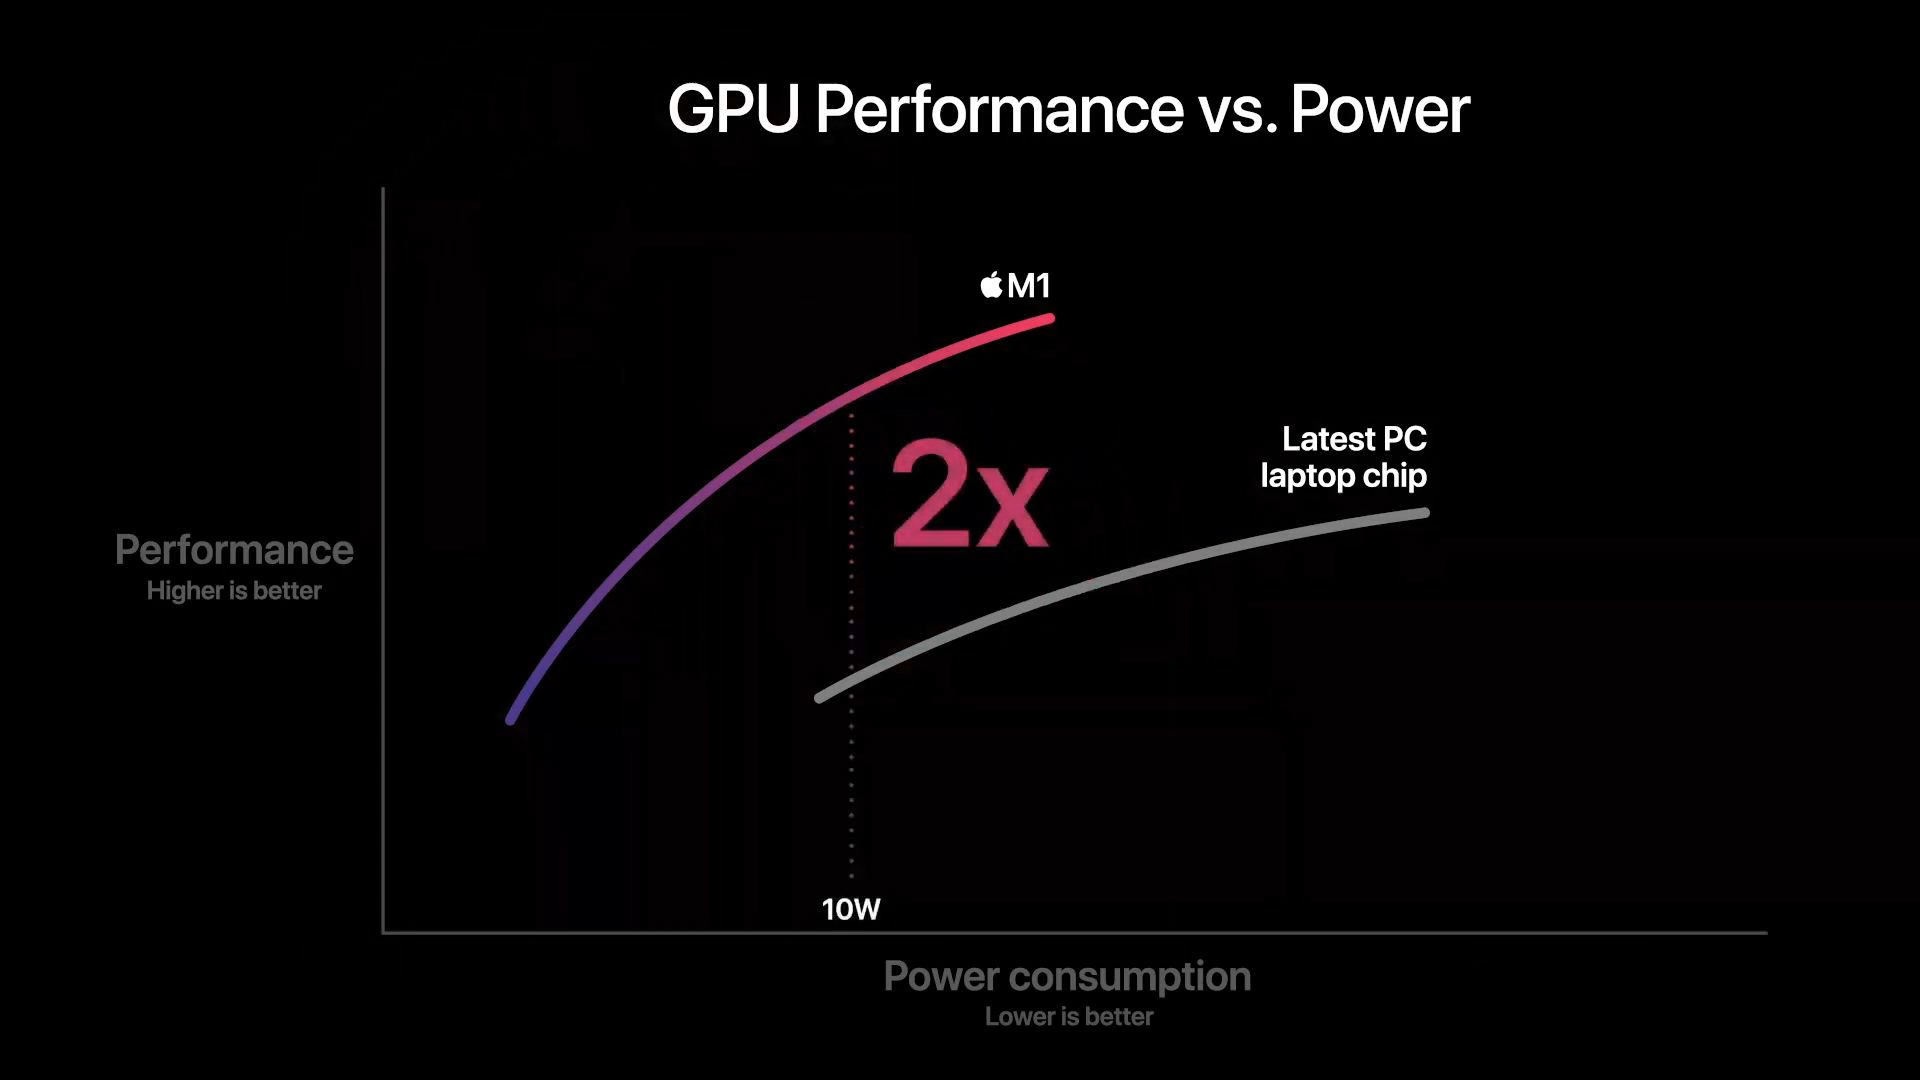 GPU Performance vs. Power
M1
Latest PC
laptop chip
2x
Performance
Higher is better
10W
Power consumption
Lower is better